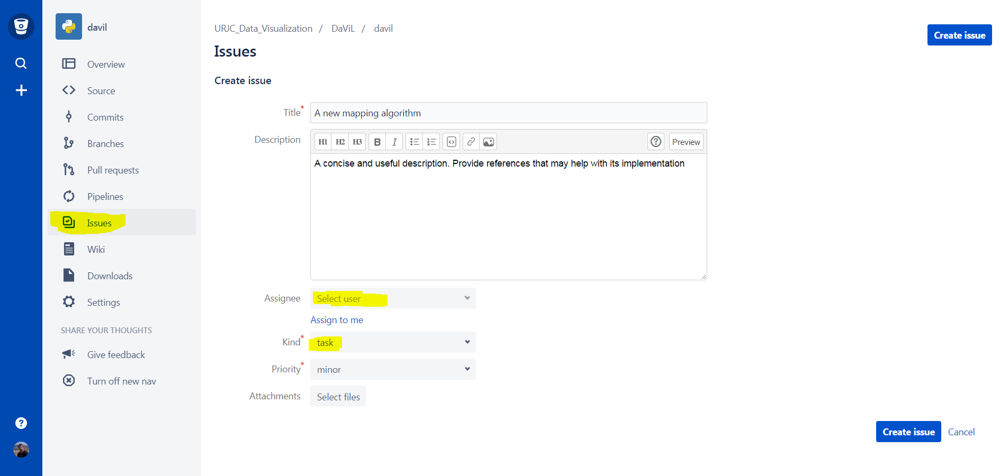 davil
Overview
Source
Commits
Branches
Pull requests
Pipelines
Issues
Wiki
Downloads
Settings
SHARE YOUR THOUGHTS
Give feedback
Turn off new nav
URJC_Data_Visualization / DaViL / davil
Create issue
Issues
Create issue
Title* A new mapping algorithm
Description H1 H2 H3 B I Preview
A concise and useful description. Provide references that may help with its implementation
Assignee Select user
Assign to me
Kind* task
Priority* minor
Attachments Select files
Create issue Cancel